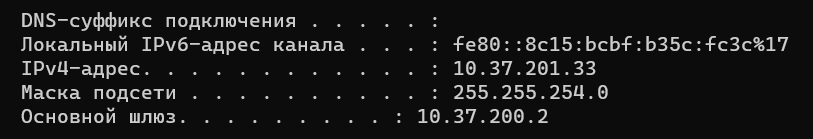 DNS-суффикс подключения . . . . . :
Локальный IPv6-адрес канала . . . : fe80::8c15:bcbf:b35c:fc3c%17
IPv4-адрес. . . . . . . . . . . . : 10.37.201.33
Маска подсети . . . . . . . . . . : 255.255.254.0
Основной шлюз. . . . . . . . . : 10.37.200.2